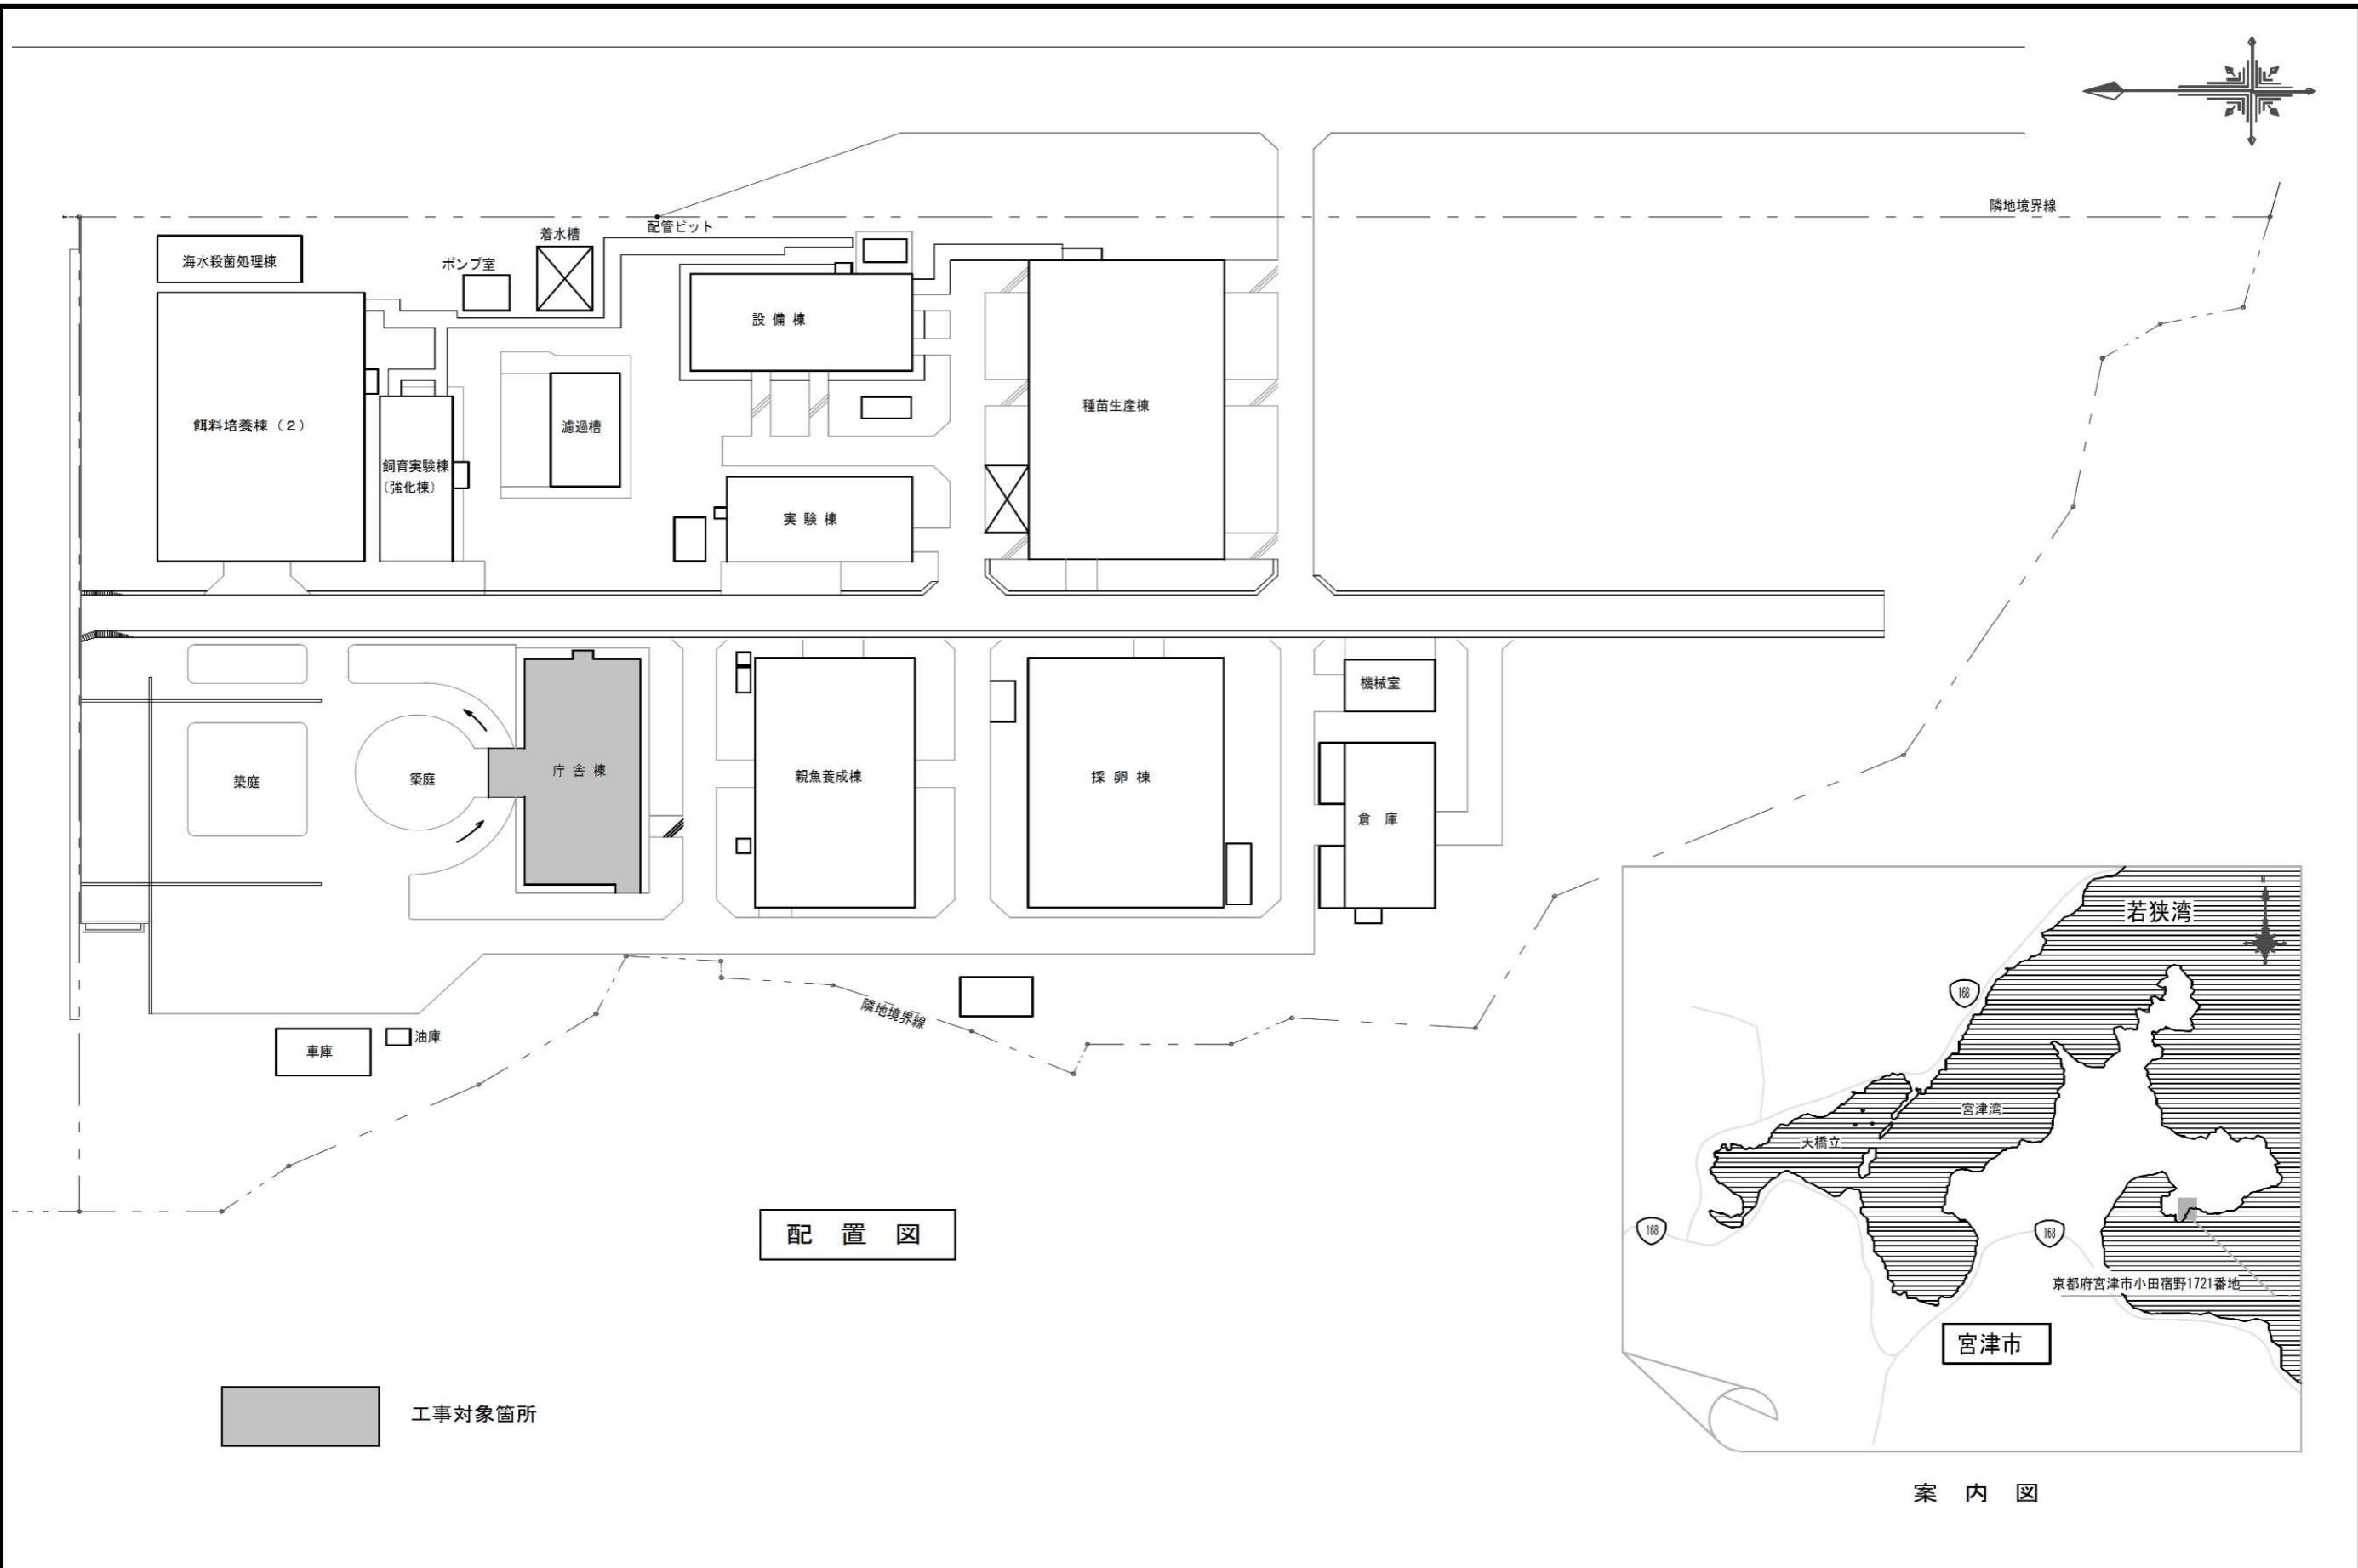 隣地境界線
配管ピット
着水槽
海水殺菌処理棟
ポンプ室
設 備 棟
種苗生産棟
餌料培養棟（２）
濾過槽
飼育実験棟
（強化棟）
実 験 棟
機械室
庁 舎 棟
築庭
築庭
親魚養成棟
採 卵 棟
倉 庫
隣地境界線
車庫
油庫
配 置 図
工事対象箇所
N
若狭湾
168
宮津湾
天橋立
168
168
京都府宮津市小田宿野1721番地
宮津市
案 内 図